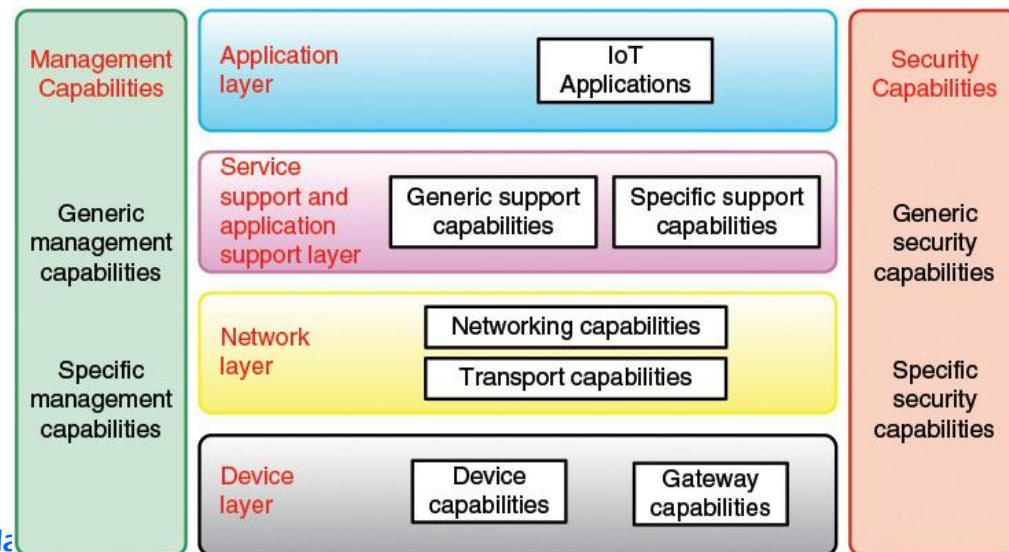 Management
Capabilities
Generic
management
capabilities
Specific
management
capabilities
Application
layer
IoT
Applications
Service
support and
application
support layer
Generic support
capabilities
Specific support
capabilities
Network
layer
Networking capabilities
Transport capabilities
Device
layer
Device
capabilities
Gateway
capabilities
Security
Capabilities
Generic
security
capabilities
Specific
security
capabilities